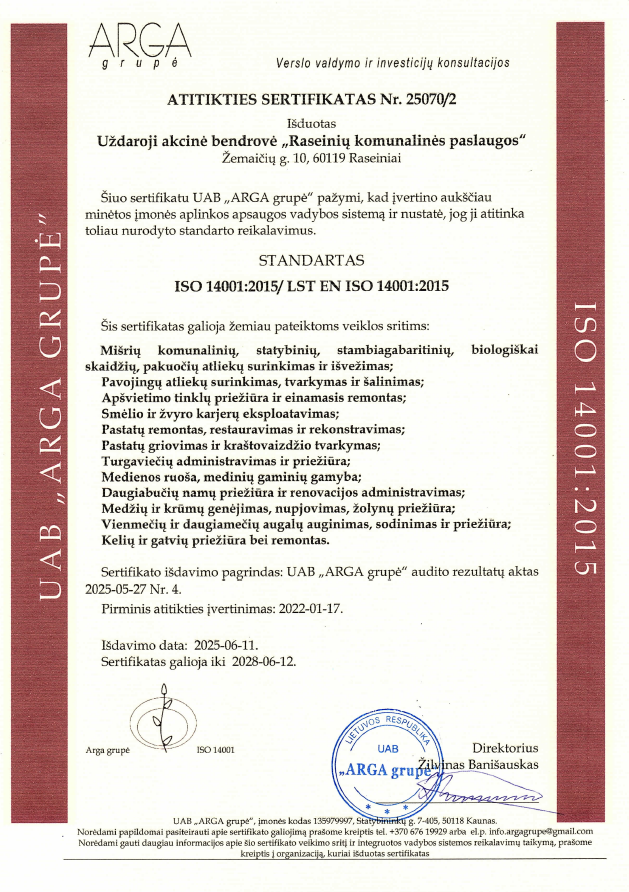 ARGA
grupė
Verslo valdymo ir investicijų konsultacijos
ATITIKTIES SERTIFIKATAS Nr. 25070/2
Išduotas
Uždaroji akcinė bendrovė „Raseinių komunalinės paslaugos“
Žemaičių g. 10, 60119 Raseiniai
Šiuo sertifikatu UAB „ARGA grupė“ pažymi, kad įvertino aukščiau
minėtos įmonės aplinkos apsaugos vadybos sistemą ir nustatė, jog ji atitinka
toliau nurodyto standarto reikalavimus.
STANDARTAS
ISO 14001:2015/ LST EN ISO 14001:2015
Šis sertifikatas galioja žemiau pateiktoms veiklos sritims:
Mišrių komunalinių, statybinių, stambiagabaritinių, biologiškai
skaidžių, pakuočių atliekų surinkimas ir išvežimas;
Pavojingų atliekų surinkimas, tvarkymas ir šalinimas;
Apšvietimo tinklų priežiūra ir einamasis remontas;
Smėlio ir žvyro karjerų eksploatavimas;
Pastatų remontas, restauravimas ir rekonstravimas;
Pastatų griovimas ir kraštovaizdžio tvarkymas;
Turgaviečių administravimas ir priežiūra;
Medienos ruoša, medinių gaminių gamyba;
Daugiabučių namų priežiūra ir renovacijos administravimas;
Medžių ir krūmų genėjimas, nupjovimas, žolynų priežiūra;
Vienmečių ir daugiamečių augalų auginimas, sodinimas ir priežiūra;
Kelių ir gatvių priežiūra bei remontas.
Sertifikato išdavimo pagrindas: UAB „ARGA grupė“ audito rezultatų aktas
2025-05-27 Nr. 4.
Pirminis atitikties įvertinimas: 2022-01-17.
Išdavimo data: 2025-06-11.
Sertifikatas galioja iki 2028-06-12.
Arga grupė
ISO 14001
LIETUVOS RESPUBLIKA
UAB
„ARGA grupė“
Direktorius
Žilvinas Banišauskas
UAB „ARGA grupė“, įmonės kodas 135979997, Statybininkų g. 7-405, 50118 Kaunas.
Norėdami papildomai pasiteirauti apie sertifikato galiojimą prašome kreiptis tel. +370 676 19929 arba el.p. info.argagrupe@gmail.com
Norėdami gauti daugiau informacijos apie šio sertifikato veikimo sritį ir integruotos vadybos sistemos reikalavimų taikymą, prašome
kreiptis į organizaciją, kuriai išduotas sertifikatas
UAB „ARGA GRUPĖ”
ISO 14001:2015